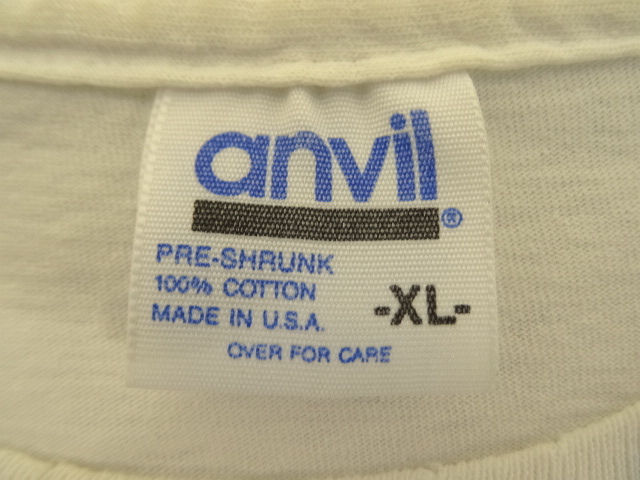 anvil
®
PRE-SHRUNK
100% COTTON
MADE IN U.S.A.
-XL-
OVER FOR CARE